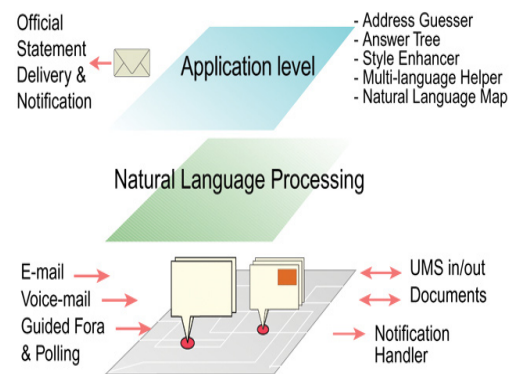 Official
Statement
Delivery &
Notification
Application level
- Address Guesser
- Answer Tree
- Style Enhancer
- Multi-language Helper
- Natural Language Map
Natural Language Processing
E-mail
Voice-mail
Guided Fora
& Polling
UMS in/out
Documents
Notification
Handler